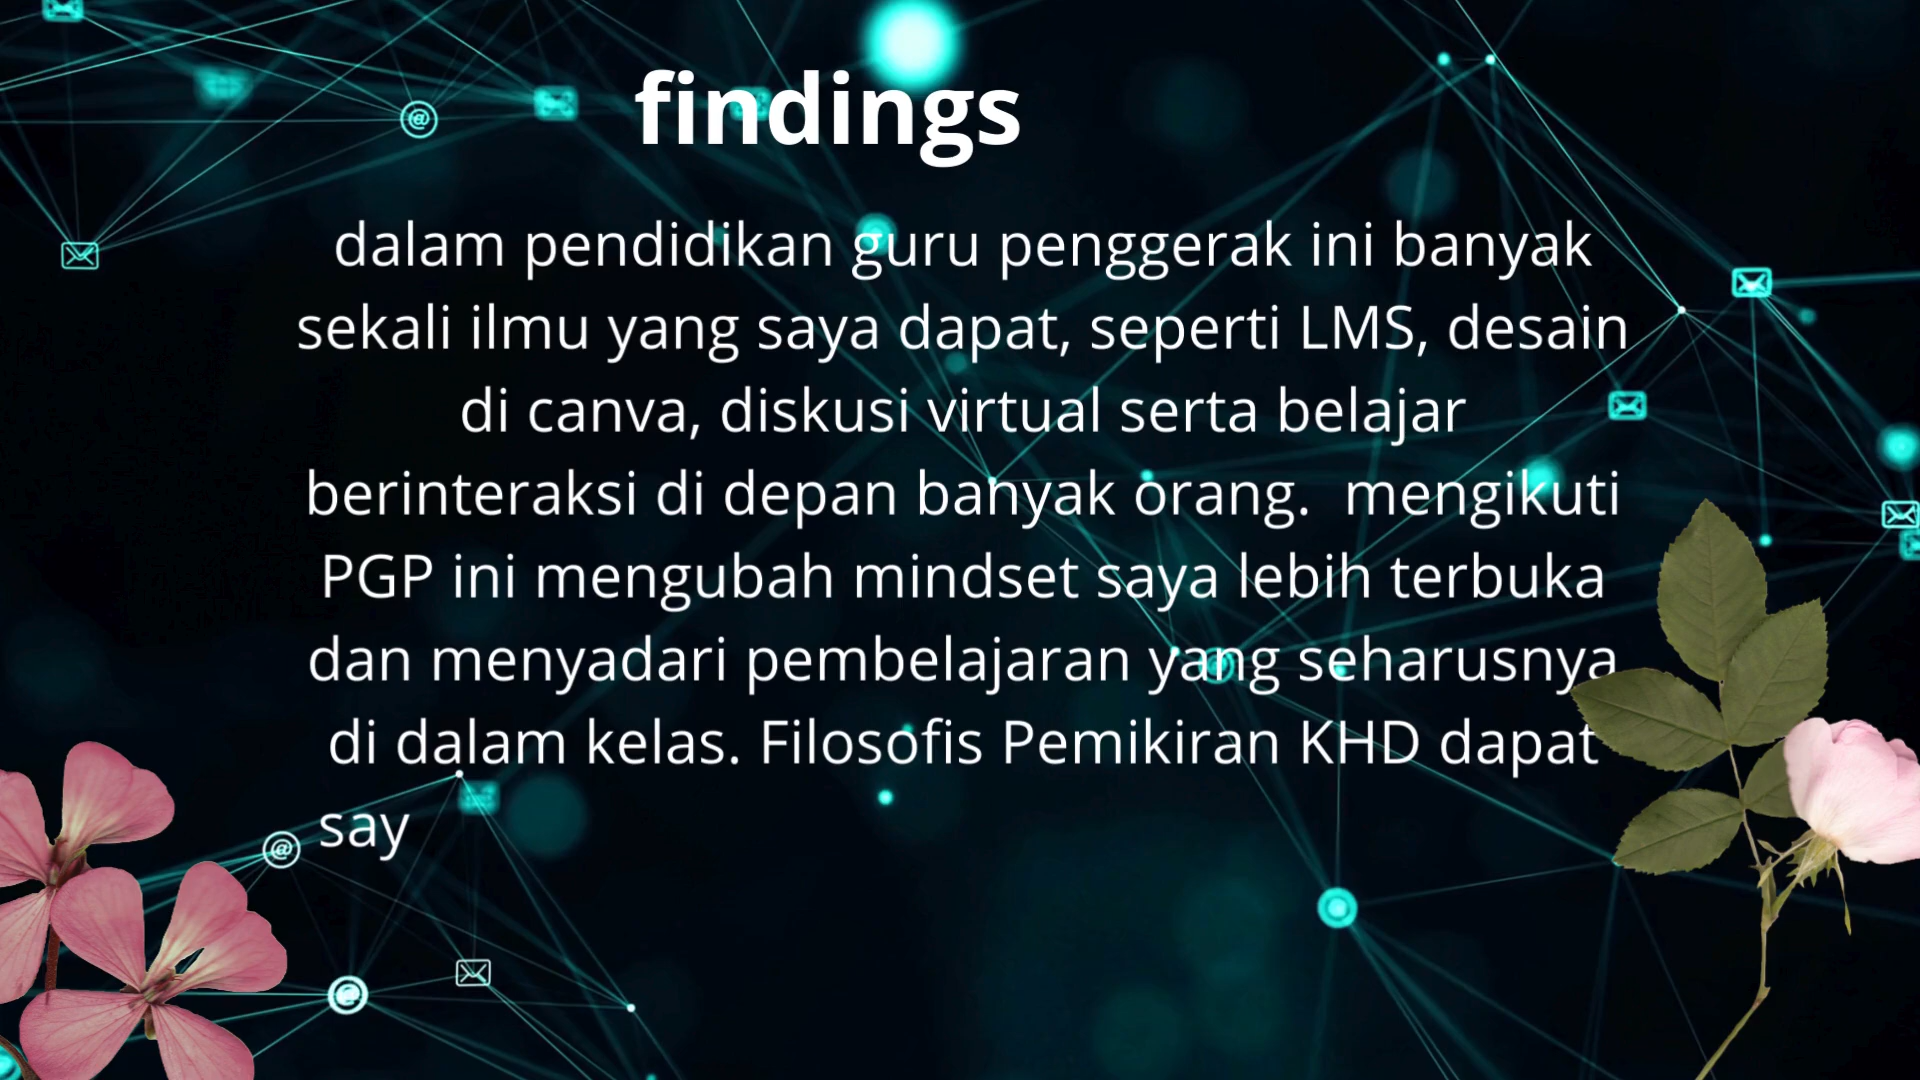 findings
dalam pendidikan guru penggerak ini banyak
sekali ilmu yang saya dapat, seperti LMS, desain
di canva, diskusi virtual serta belajar
berinteraksi di depan banyak orang.  mengikuti
PGP ini mengubah mindset saya lebih terbuka
dan menyadari pembelajaran yang seharusnya
di dalam kelas. Filosofis Pemikiran KHD dapat
say